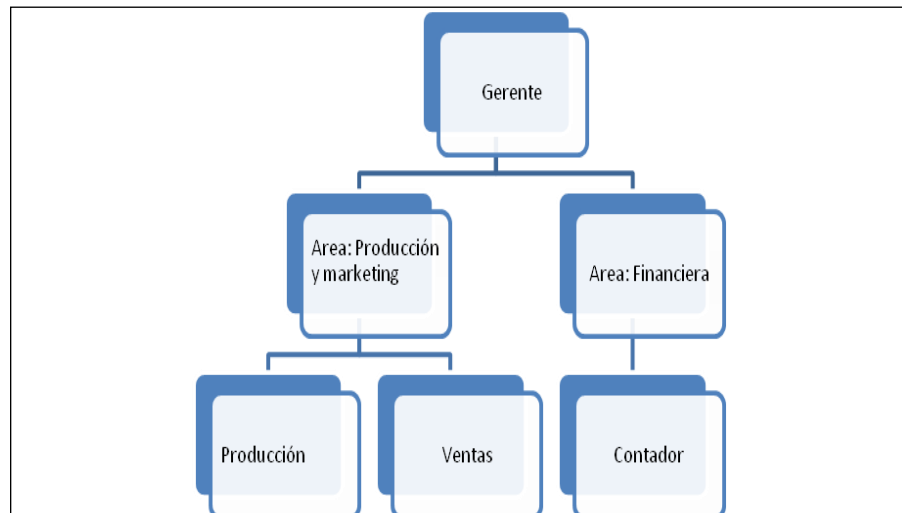 Gerente
Area: Producción
y marketing
Area: Financiera
Producción
Ventas
Contador